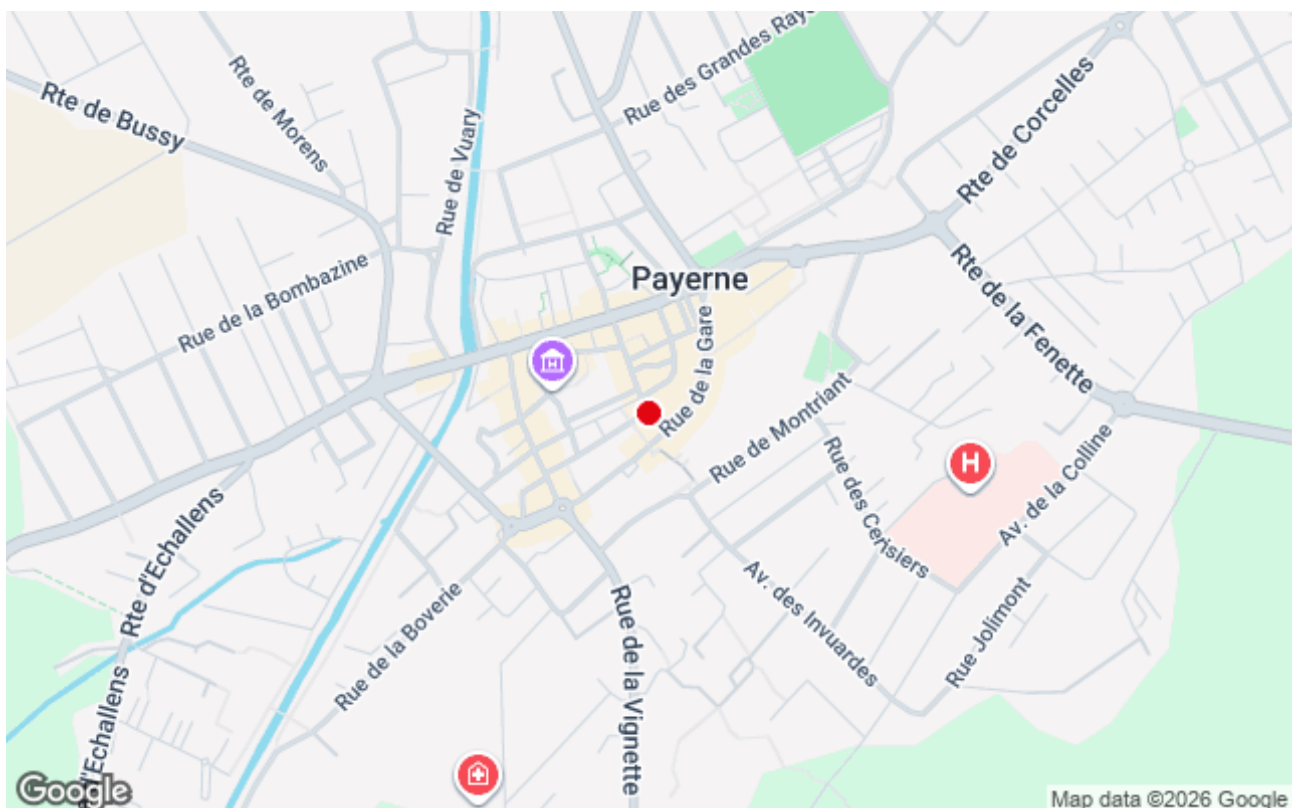 Rue des Grandes Ray
Rte de Morens
Rte de Bussy
Rte de Corcelles
Rue de Vuary
Rue de la Bombazine
Payerne
Rte de la Fenette
Rue de la Gare
H
Rue de Montriant
Rue des Cerisiers
H
Av. de la Colline
Rte d'Echallens
Rue de la Boverie
Av. des Invuardes
Rue Jolimont
Rue de la Vignette
d'Echallens
Google
Map data ©2026 Google